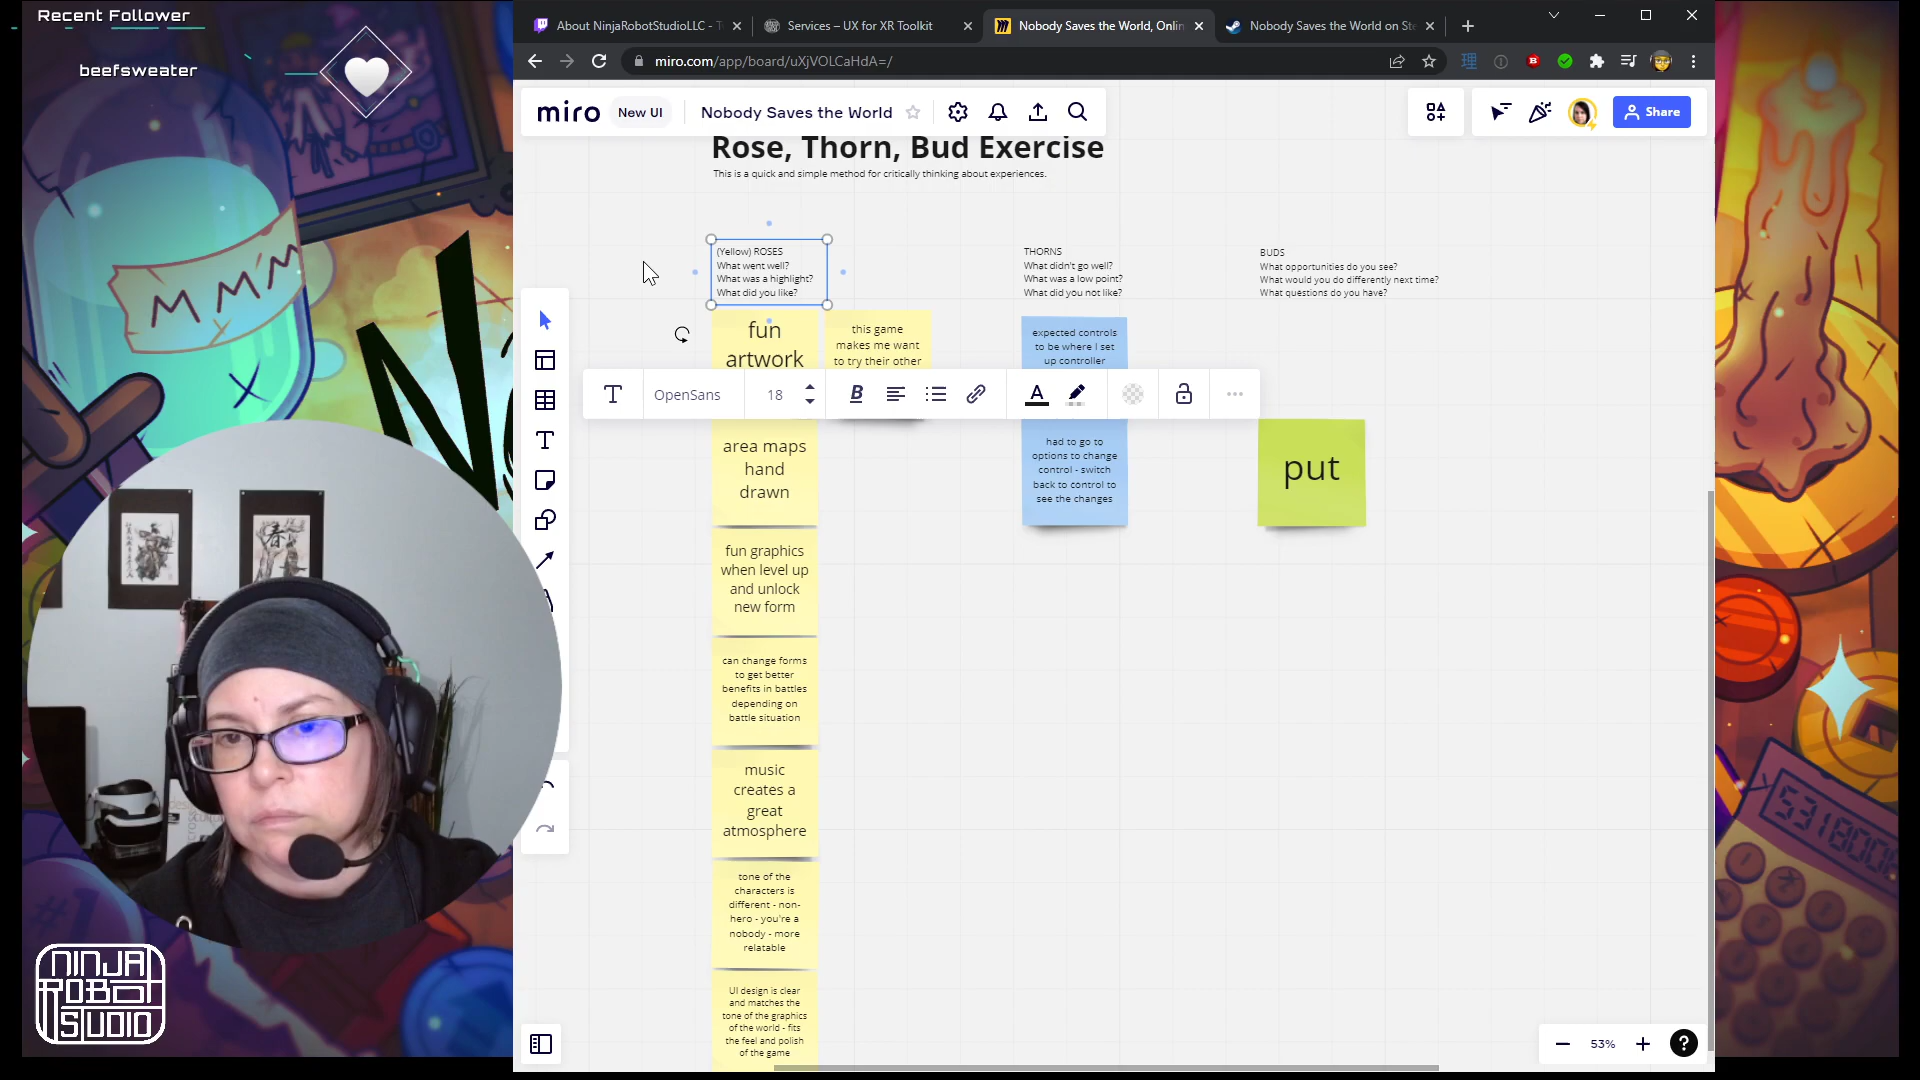 Recent Follower
beefsweater
MMM
NINJA
ROBOT
STUDIO
About NinjaRobotStudioLLC - T
Services – UX for XR Toolkit
Nobody Saves the World, Onlin
Nobody Saves the World on Ste
miro.com/app/board/uXjVOLCaHdA=/
miro
New UI
Nobody Saves the World
Share
Rose, Thorn, Bud Exercise
This is a quick and simple method for critically thinking about experiences.
(Yellow) ROSES
What went well?
What was a highlight?
What did you like?
THORNS
What didn't go well?
What was a low point?
What did you not like?
BUDS
What opportunities do you see?
What would you do differently next time?
What questions do you have?
fun
artwork
this game
makes me want
to try their other
expected controls
to be where I set
up controller
OpenSans
18
B
A
area maps
hand
drawn
had to go to
options to change
control - switch
back to control to
see the changes
put
fun graphics
when level up
and unlock
new form
can change forms
to get better
benefits in battles
depending on
battle situation
music
creates a
great
atmosphere
tone of the
characters is
different - non-
hero - you're a
nobody - more
relatable
UI design is clear
and matches the
tone of the graphics
of the world - fits
the feel and polish
of the game
53%
5318008